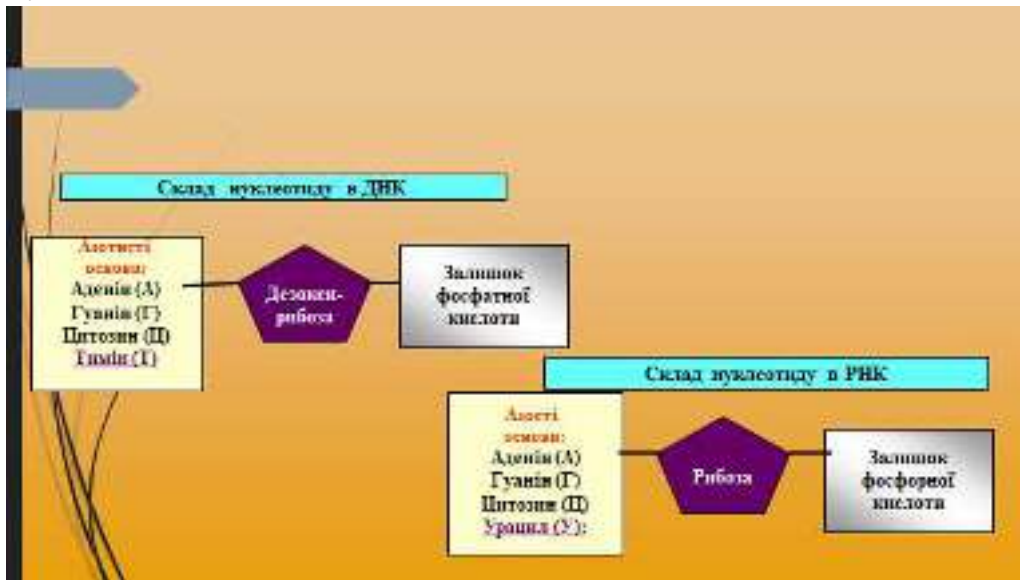 Склад нуклеотиду в ДНК
Азотисті
основи:
Аденін (А)
Гуанін (Г)
Цитозин (Ц)
Тимін (Т)
Дезокси-
рибоза
Залишок
фосфатної
кислоти
Склад нуклеотиду в РНК
Азоті
основи:
Аденін (А)
Гуанін (Г)
Цитозин (Ц)
Урацил (У):
Рибоза
Залишок
фосфорної
кислоти